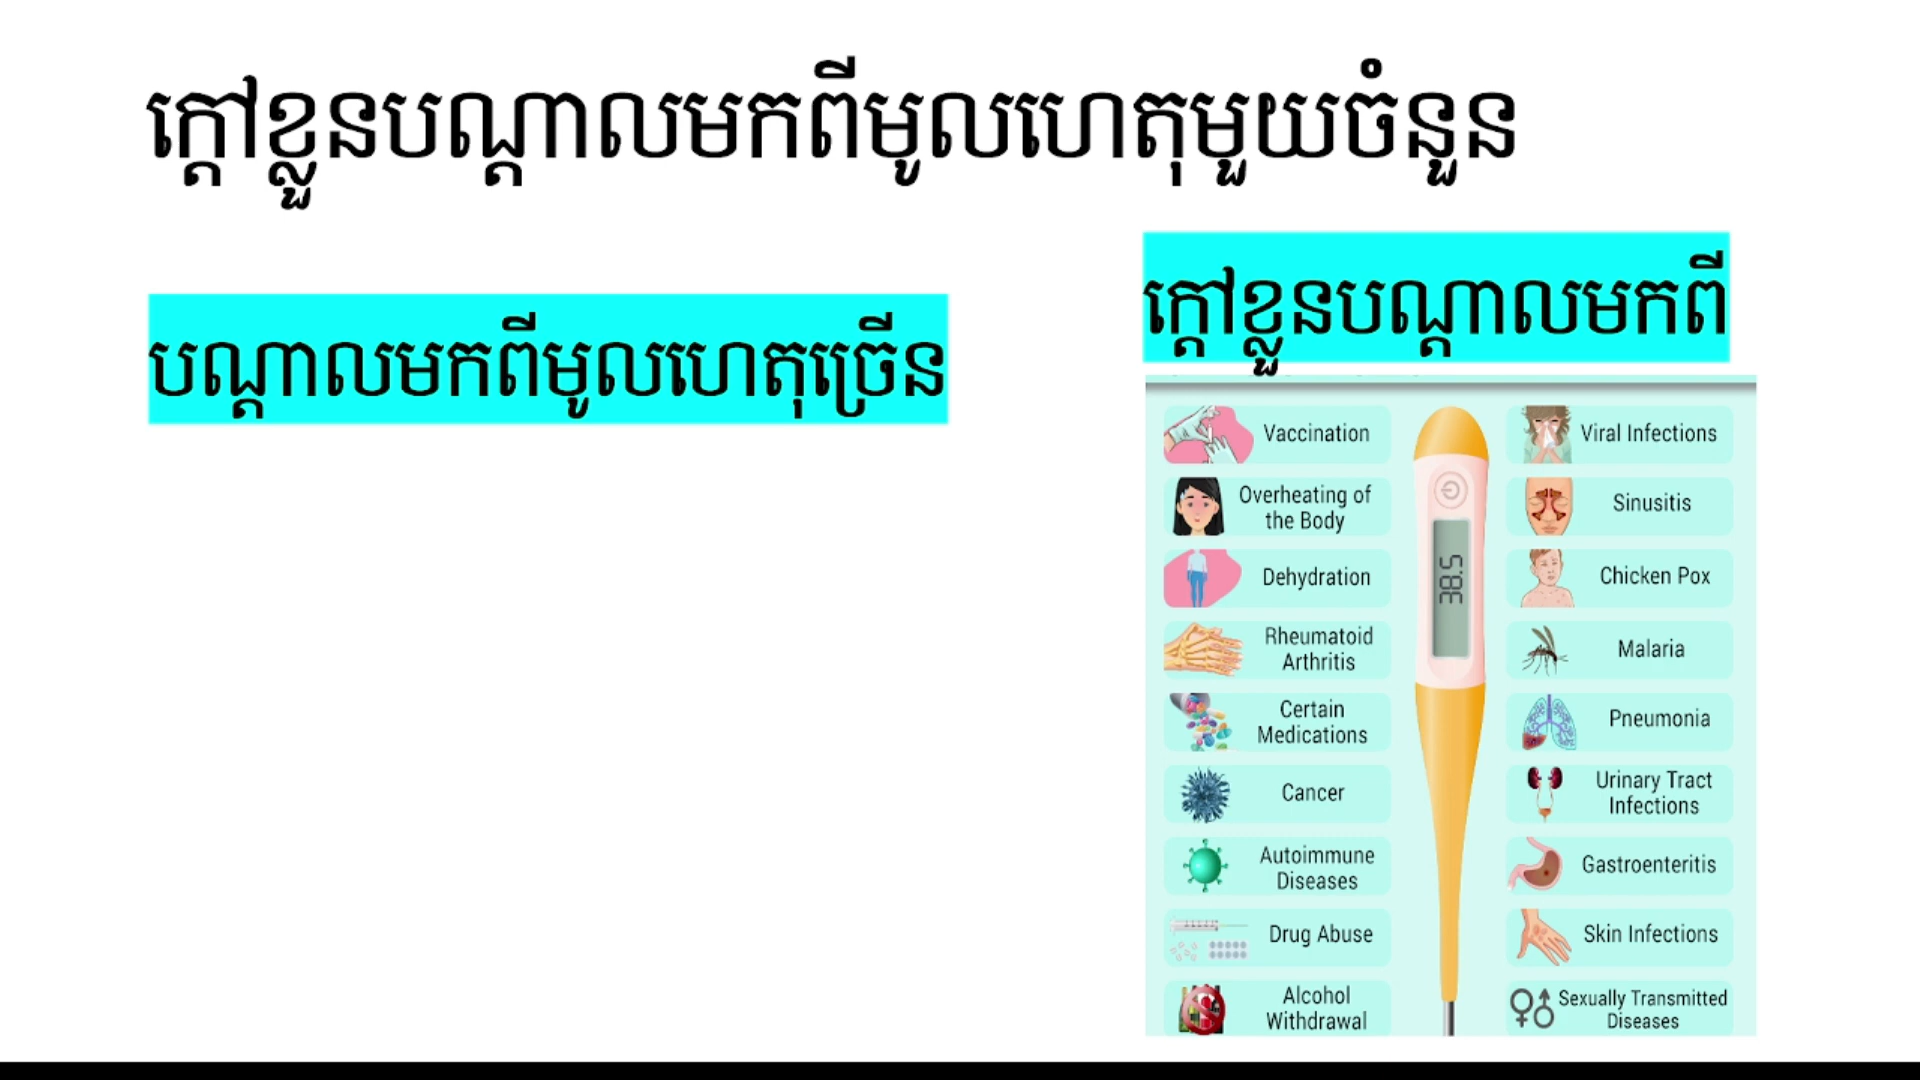 ក្តៅខ្លួនបណ្តាលមកពីមូលហេតុមួយចំនួន
បណ្តាលមកពីមូលហេតុច្រើន
ក្តៅខ្លួនបណ្តាលមកពី
Vaccination
Overheating of
the Body
Dehydration
Rheumatoid
Arthritis
Certain
Medications
Cancer
Autoimmune
Diseases
Drug Abuse
Alcohol
Withdrawal
38.5
Viral Infections
Sinusitis
Chicken Pox
Malaria
Pneumonia
Urinary Tract
Infections
Gastroenteritis
Skin Infections
Sexually Transmitted
Diseases